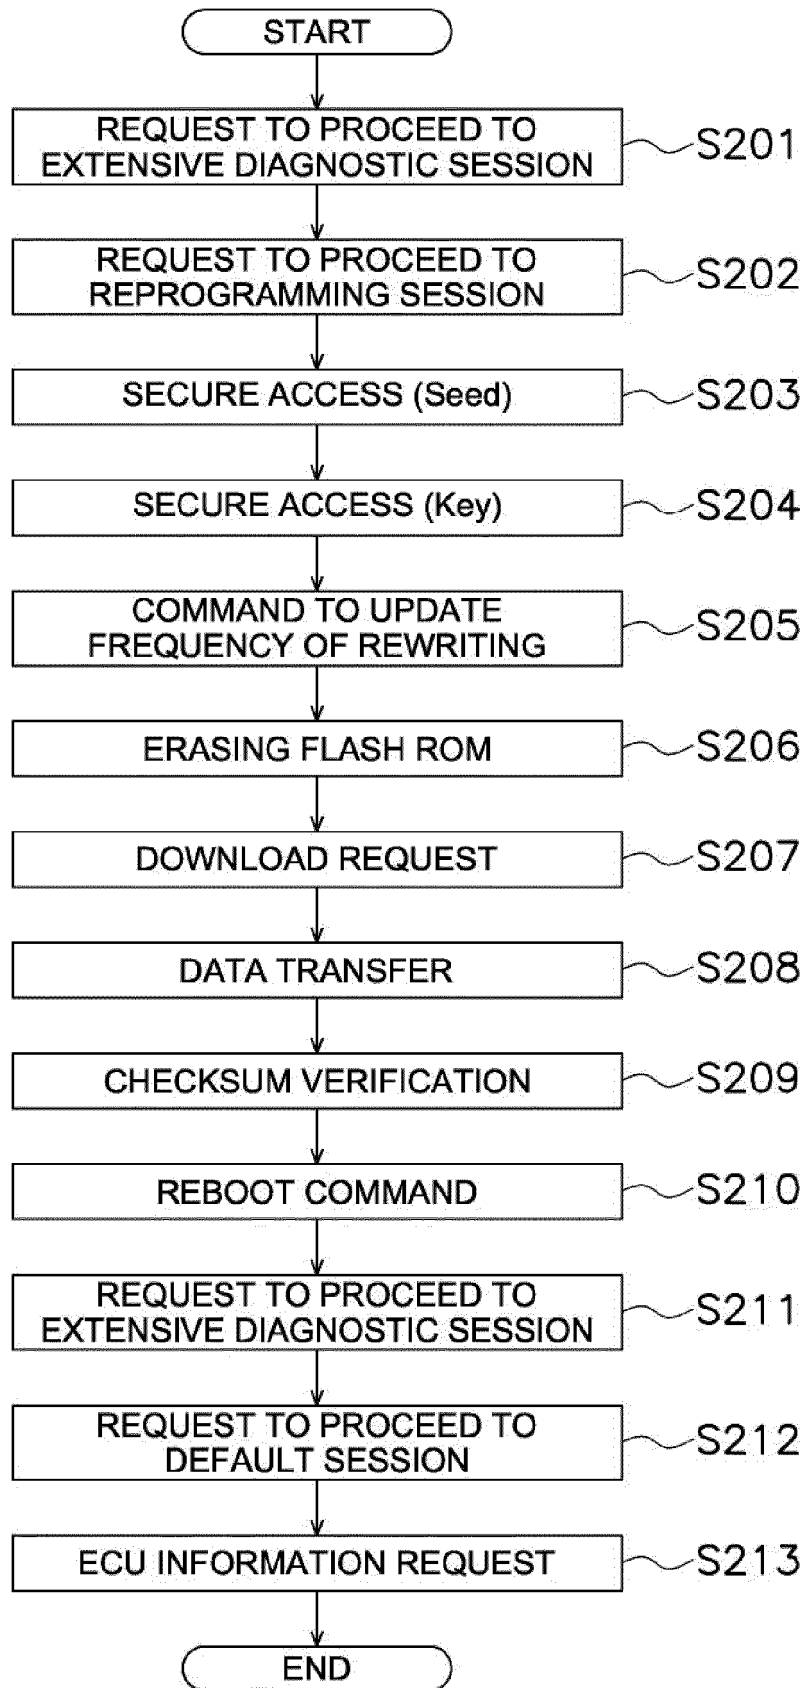 START
REQUEST TO PROCEED TO
EXTENSIVE DIAGNOSTIC SESSION
S201
REQUEST TO PROCEED TO
REPROGRAMMING SESSION
S202
SECURE ACCESS (Seed)
S203
SECURE ACCESS (Key)
S204
COMMAND TO UPDATE
FREQUENCY OF REWRITING
S205
ERASING FLASH ROM
S206
DOWNLOAD REQUEST
S207
DATA TRANSFER
S208
CHECKSUM VERIFICATION
S209
REBOOT COMMAND
S210
REQUEST TO PROCEED TO
EXTENSIVE DIAGNOSTIC SESSION
S211
REQUEST TO PROCEED TO
DEFAULT SESSION
S212
ECU INFORMATION REQUEST
S213
END